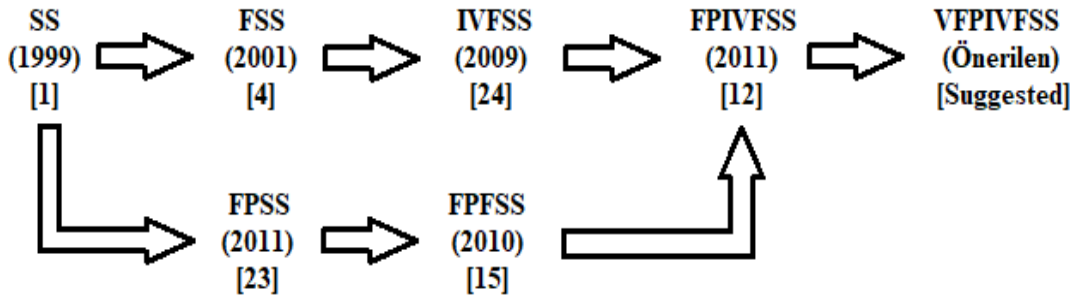 SS
(1999)
[1]
FSS
(2001)
[4]
IVFSS
(2009)
[24]
FPIVFSS
(2011)
[12]
VFPIVFSS
(Önerilen)
[Suggested]
FPSS
(2011)
[23]
FPFSS
(2010)
[15]